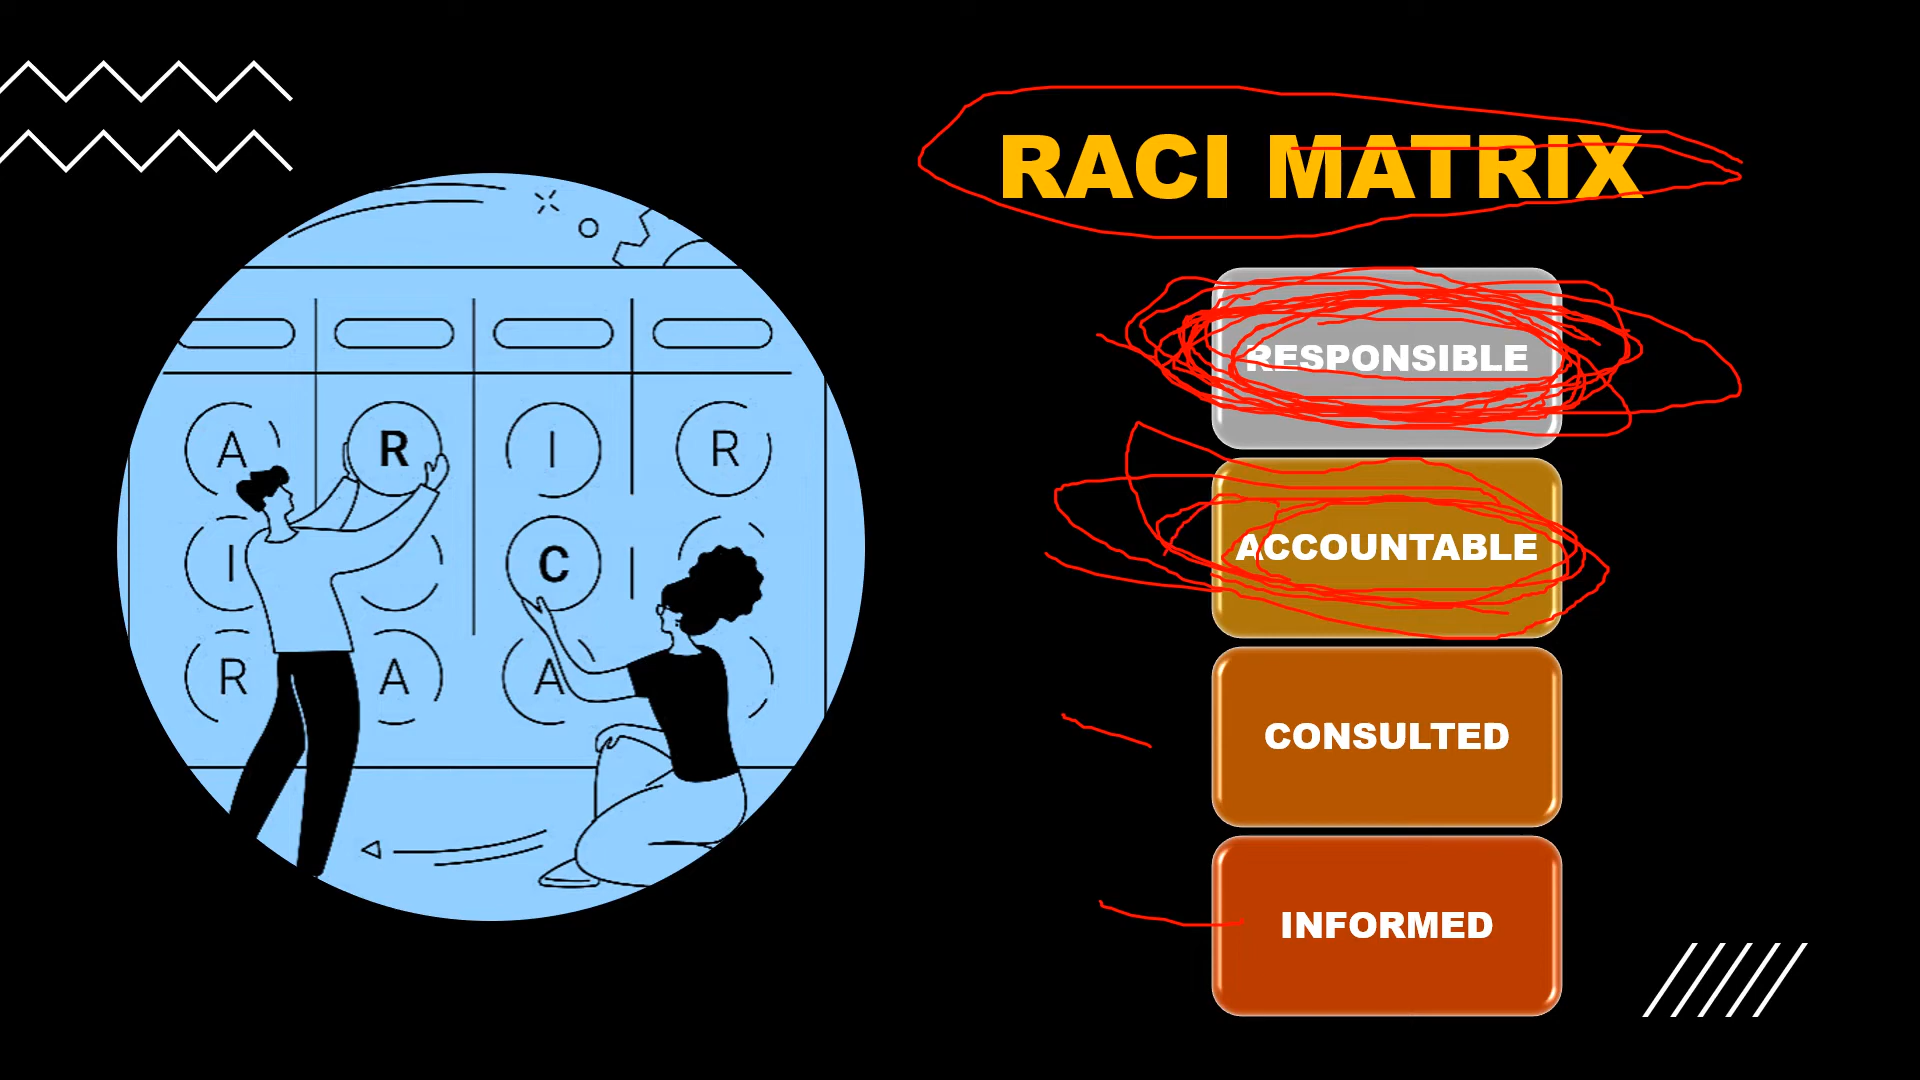 RACI MATRIX
RESPONSIBLE
ACCOUNTABLE
CONSULTED
INFORMED
A R I R
I C
R A A